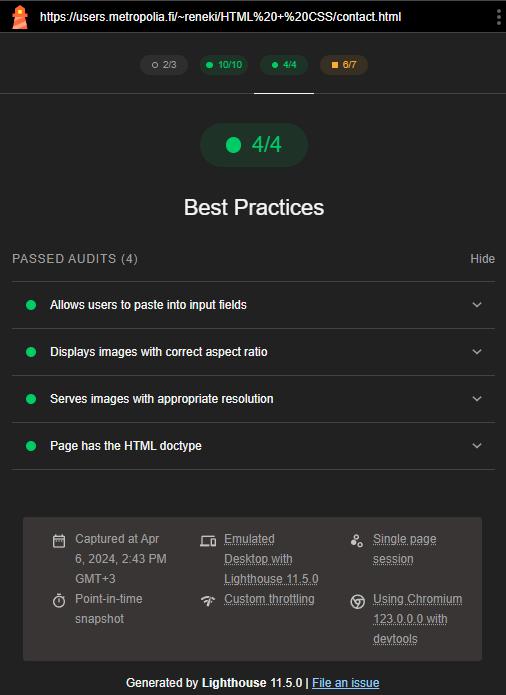 https://users.metropolia.fi/~reneki/HTML%20+%20CSS/contact.html
2/3 10/10 4/4 6/7
4/4
Best Practices
PASSED AUDITS (4) Hide
Allows users to paste into input fields
Displays images with correct aspect ratio
Serves images with appropriate resolution
Page has the HTML doctype
Captured at Apr
6, 2024, 2:43 PM
GMT+3
Emulated
Desktop with
Lighthouse 11.5.0
Single page
session
Point-in-time
snapshot
Custom throttling
Using Chromium
123.0.0.0 with
devtools
Generated by Lighthouse 11.5.0 | File an issue